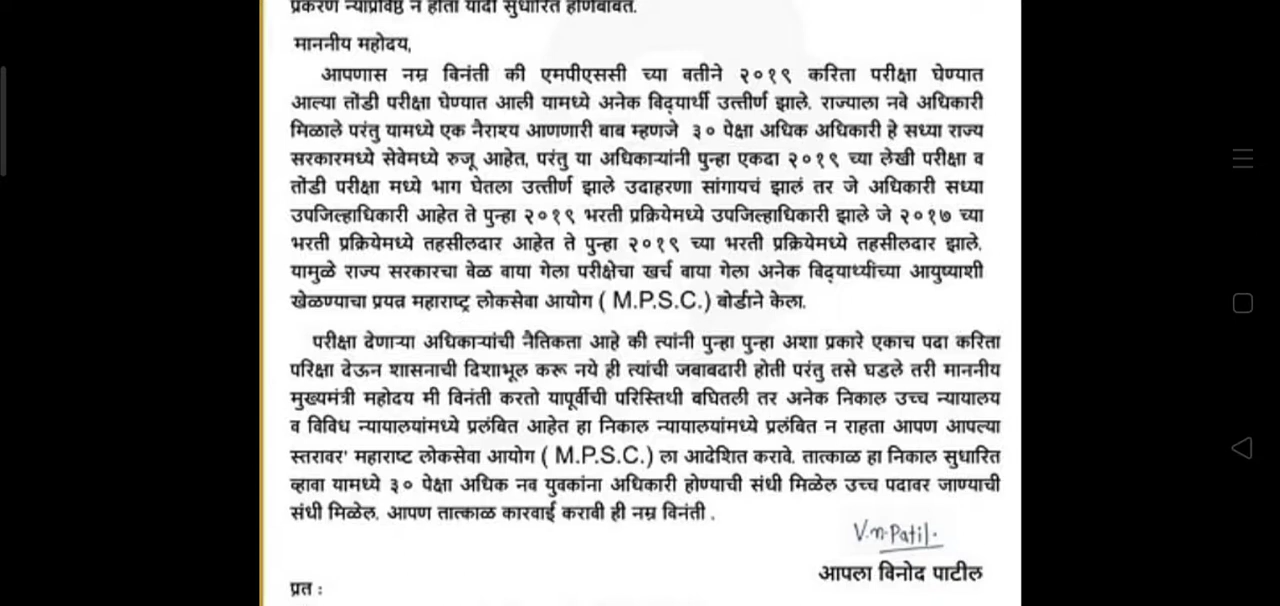 प्रकरण न्यायप्रविष्ठ न होता यादी सुधारित होणेबाबत.
माननीय महोदय,
आपणास नम्र विनंती की एमपीएससी च्या वतीने २०१९ करिता परीक्षा घेण्यात
आल्या तोंडी परीक्षा घेण्यात आली यामध्ये अनेक विद्यार्थी उत्तीर्ण झाले. राज्याला नवे अधिकारी
मिळाले परंतु यामध्ये एक नैराश्य आणणारी बाब म्हणजे ३० पेक्षा अधिक अधिकारी हे सध्या राज्य
सरकारमध्ये सेवेमध्ये रुजू आहेत, परंतु या अधिकाऱ्यांनी पुन्हा एकदा २०१९ च्या लेखी परीक्षा व
तोंडी परीक्षा मध्ये भाग घेतला उत्तीर्ण झाले उदाहरणा सांगायचं झालं तर जे अधिकारी सध्या
उपजिल्हाधिकारी आहेत ते पुन्हा २०१९ भरती प्रक्रियेमध्ये उपजिल्हाधिकारी झाले जे २०१७ च्या
भरती प्रक्रियेमध्ये तहसीलदार आहेत ते पुन्हा २०१९ च्या भरती प्रक्रियेमध्ये तहसीलदार झाले.
यामुळे राज्य सरकारचा वेळ वाया गेला परीक्षेचा खर्च वाया गेला अनेक विद्यार्थ्यांच्या आयुष्याशी
खेळण्याचा प्रयत्न महाराष्ट्र लोकसेवा आयोग ( M.P.S.C.) बोर्डाने केला.
परीक्षा देणाऱ्या अधिकाऱ्यांची नैतिकता आहे की त्यांनी पुन्हा पुन्हा अशा प्रकारे एकाच पदा करिता
परिक्षा देऊन शासनाची दिशाभूल करू नये ही त्यांची जबाबदारी होती परंतु तसे घडले तरी माननीय
मुख्यमंत्री महोदय मी विनंती करतो यापूर्वीची परिस्तिथी बघितली तर अनेक निकाल उच्च न्यायालय
व विविध न्यायालयांमध्ये प्रलंबित आहेत हा निकाल न्यायालयांमध्ये प्रलंबित न राहता आपण आपल्या
स्तरावर' महाराष्ट लोकसेवा आयोग ( M.P.S.C.) ला आदेशित करावे. तात्काळ हा निकाल सुधारित
व्हावा यामध्ये ३० पेक्षा अधिक नव युवकांना अधिकारी होण्याची संधी मिळेल उच्च पदावर जाण्याची
संधी मिळेल. आपण तात्काळ कारवाई करावी ही नम्र विनंती .
V.n.Patil.
आपला विनोद पाटील
प्रत :